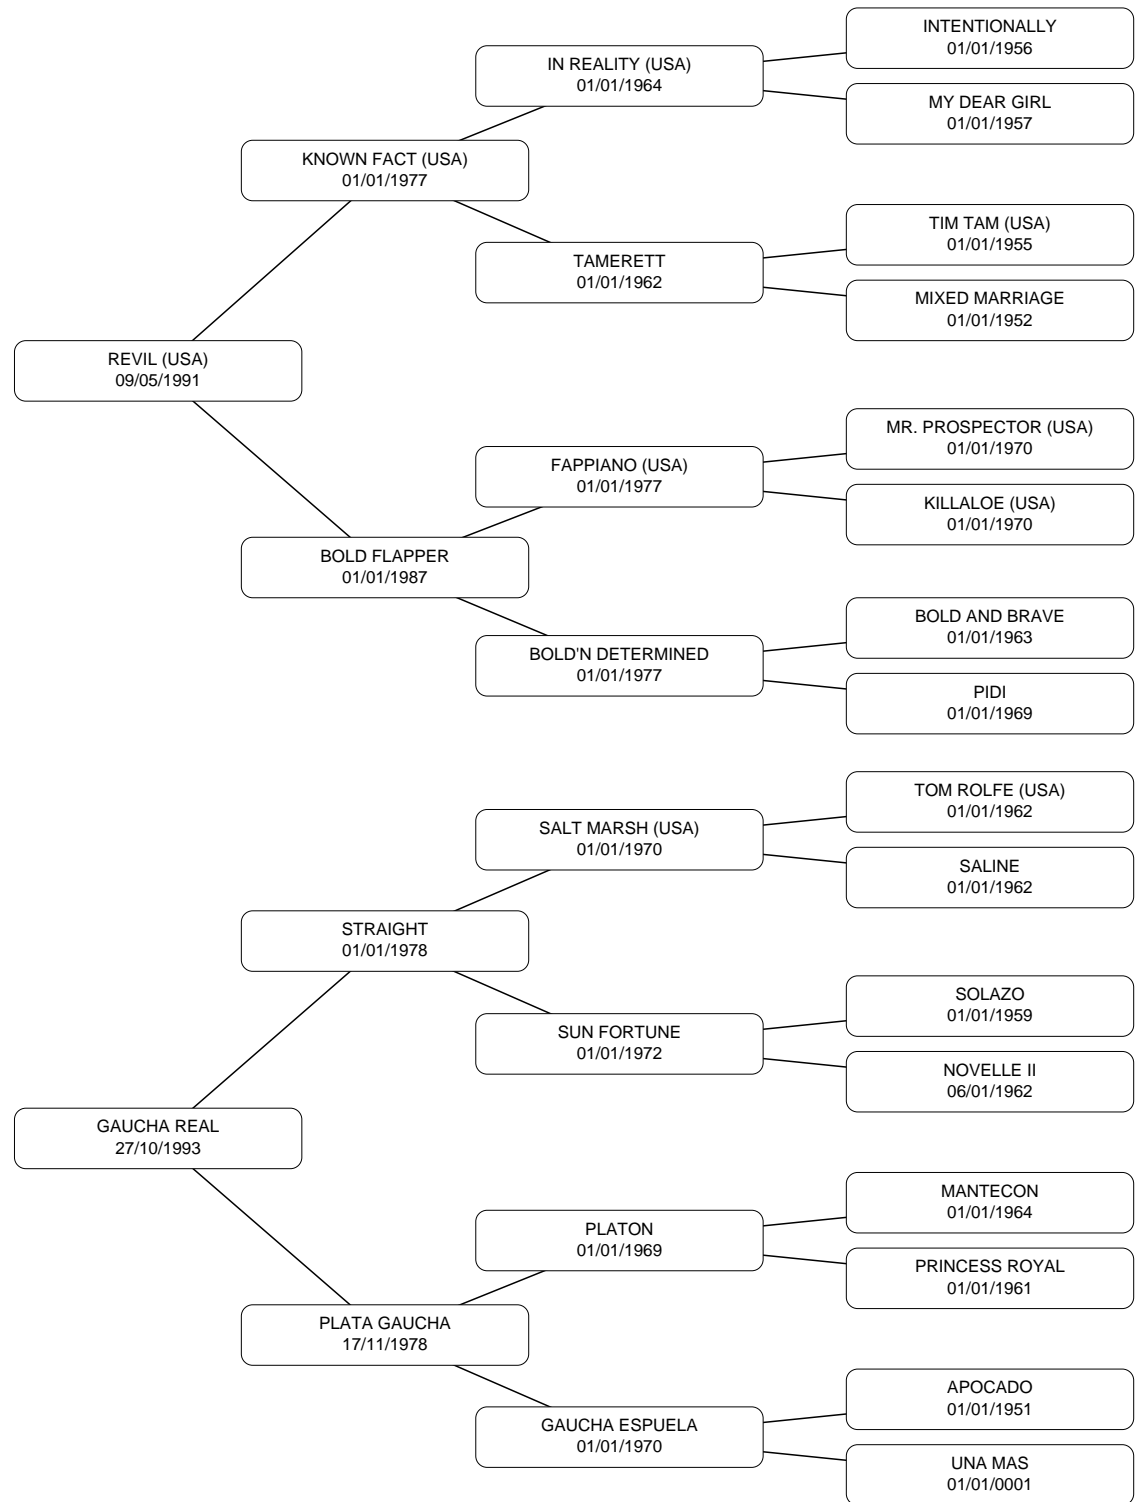 INTENTIONALLY
01/01/1956
IN REALITY (USA)
01/01/1964
MY DEAR GIRL
01/01/1957
KNOWN FACT (USA)
01/01/1977
TIM TAM (USA)
01/01/1955
TAMERETT
01/01/1962
MIXED MARRIAGE
01/01/1952
REVIL (USA)
09/05/1991
MR. PROSPECTOR (USA)
01/01/1970
FAPPIANO (USA)
01/01/1977
KILLALOE (USA)
01/01/1970
BOLD FLAPPER
01/01/1987
BOLD AND BRAVE
01/01/1963
BOLD'N DETERMINED
01/01/1977
PIDI
01/01/1969
TOM ROLFE (USA)
01/01/1962
SALT MARSH (USA)
01/01/1970
SALINE
01/01/1962
STRAIGHT
01/01/1978
SOLAZO
01/01/1959
SUN FORTUNE
01/01/1972
NOVELLE II
06/01/1962
GAUCHA REAL
27/10/1993
MANTECON
01/01/1964
PLATON
01/01/1969
PRINCESS ROYAL
01/01/1961
PLATA GAUCHA
17/11/1978
APOCADO
01/01/1951
GAUCHA ESPUELA
01/01/1970
UNA MAS
01/01/0001